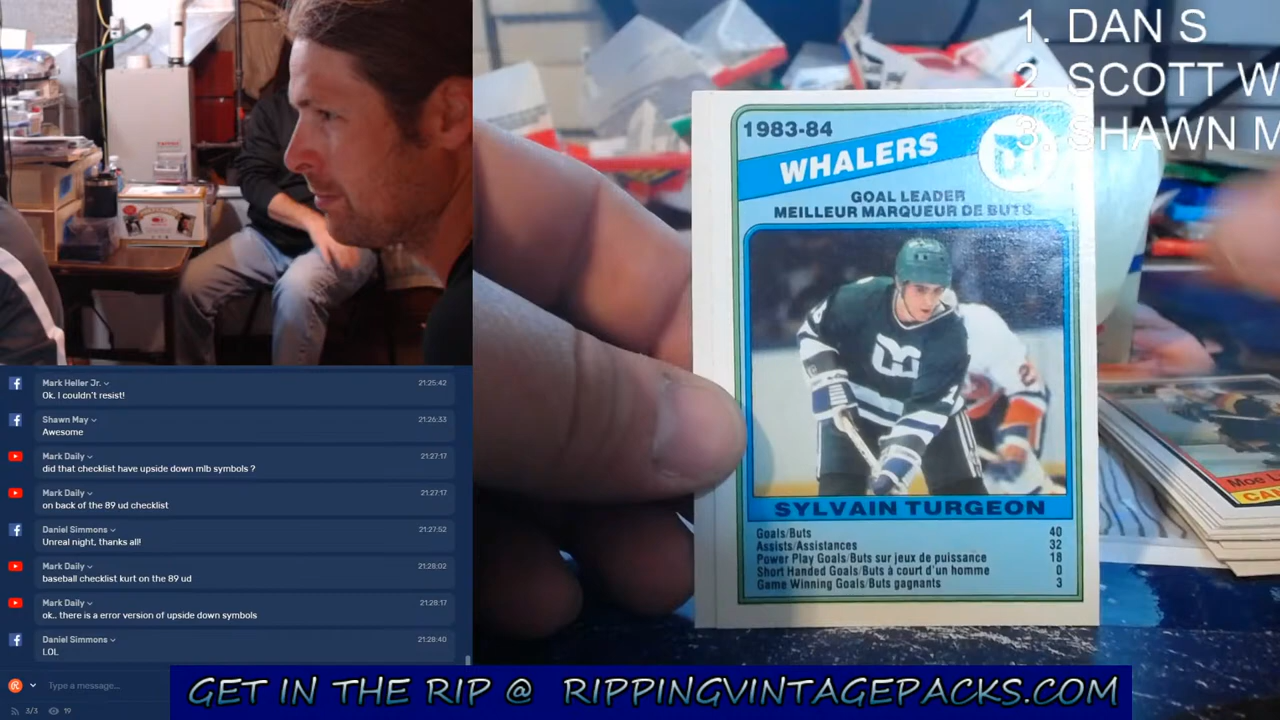 1. DAN S
2. SCOTT W
3. SHAWN M
1983-84
WHALERS
GOAL LEADER
MEILLEUR MARQUEUR DE BUTS
SYLVAIN TURGEON
Goals/Buts 40
Assists/Assistances 32
Power Play Goals/Buts sur jeux de puissance 18
Short Handed Goals/Buts à court d'un homme 0
Game Winning Goals/Buts gagnants 3
Moe L
CA
Mark Heller Jr. 21:25:42
Ok. I couldn't resist!
Shawn May 21:26:33
Awesome
Mark Daily 21:27:17
did that checklist have upside down mlb symbols ?
Mark Daily 21:27:17
on back of the 89 ud checklist
Daniel Simmons 21:27:52
Unreal night, thanks all!
Mark Daily 21:28:02
baseball checklist kurt on the 89 ud
Mark Daily 21:28:17
ok.. there is a error version of upside down symbols
Daniel Simmons 21:28:40
LOL
Type a message...
3/3 19
GET IN THE RIP @ RIPPINGVINTAGEPACKS.COM